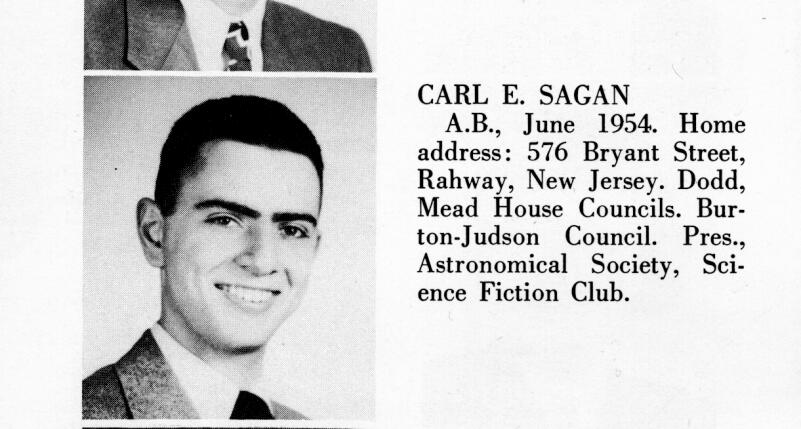 CARL E. SAGAN
A.B., June 1954. Home
address: 576 Bryant Street,
Rahway, New Jersey. Dodd,
Mead House Councils. Bur-
ton-Judson Council. Pres.,
Astronomical Society, Sci-
ence Fiction Club.